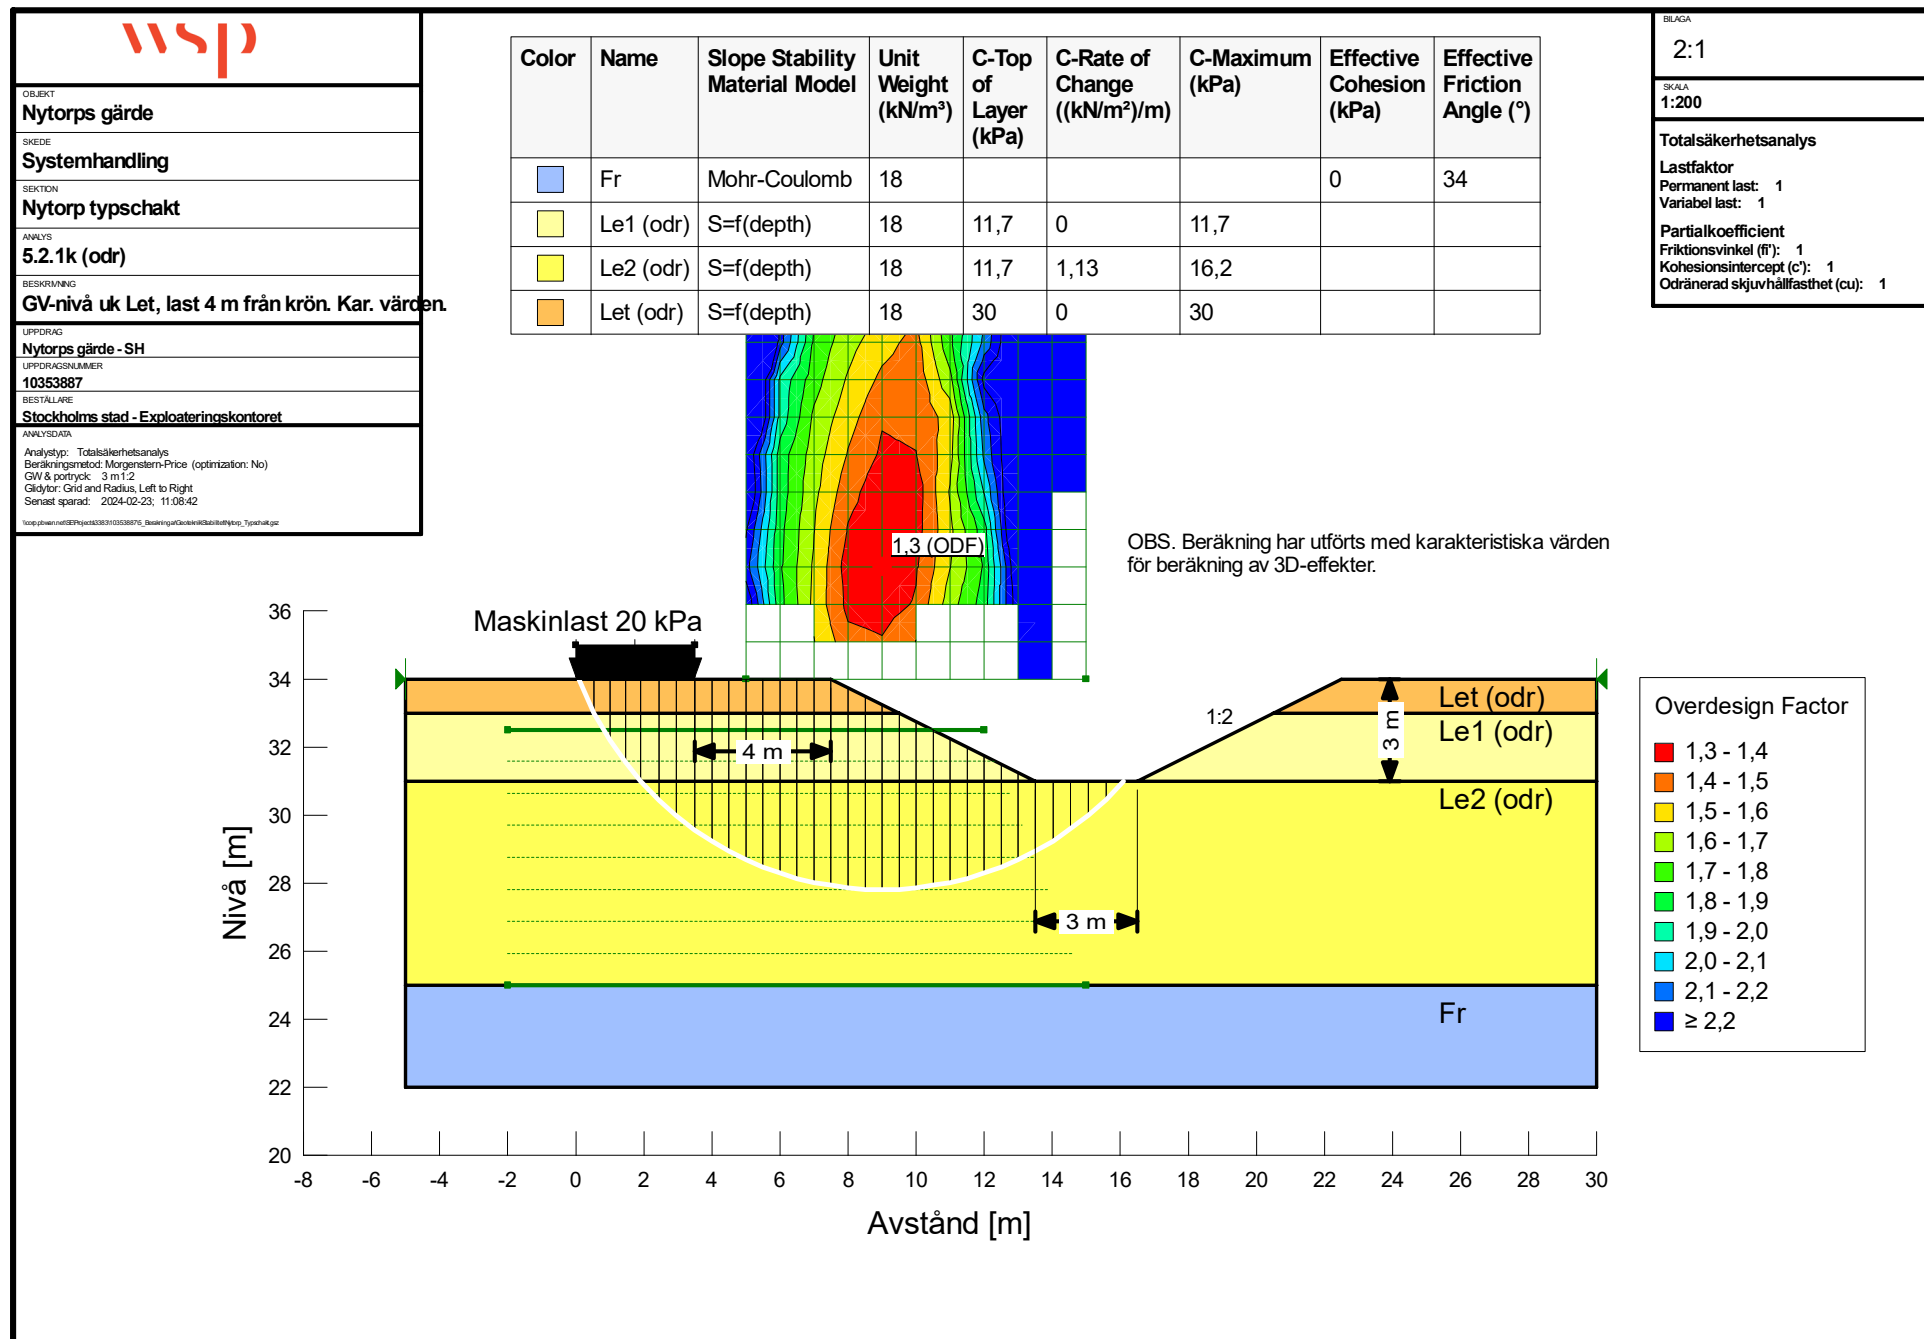 wsp
OBJEKT
Nytorps gärde
SKEDE
Systemhandling
SEKTION
Nytorp typschakt
ANALYS
5.2.1k (odr)
BESKRIVNING
GV-nivå uk Let, last 4 m från krön. Kar. värden.
UPPDRAG
Nytorps gärde - SH
UPPDRAGSNUMMER
10353887
BESTÄLLARE
Stockholms stad - Exploateringskontoret
ANALYSDATA
Analystyp: Totalsäkerhetsanalys
Beräkningsmetod: Morgenstern-Price (optimization: No)
GW & portryck: 3 m 1:2
Glidytor: Grid and Radius, Left to Right
Senast sparad: 2024-02-23; 11:08:42
Color Name Slope Stability Material Model Unit Weight (kN/m³) C-Top of Layer (kPa) C-Rate of Change ((kN/m²)/m) C-Maximum (kPa) Effective Cohesion (kPa) Effective Friction Angle (°)
Fr Mohr-Coulomb 18 0 34
Le1 (odr) S=f(depth) 18 11,7 0 11,7
Le2 (odr) S=f(depth) 18 11,7 1,13 16,2
Let (odr) S=f(depth) 18 30 0 30
BILAGA
2:1
SKALA
1:200
Totalsäkerhetsanalys
Lastfaktor
Permanent last: 1
Variabel last: 1
Partialkoefficient
Friktionsvinkel (fi'): 1
Kohesionsintercept (c'): 1
Odränerad skjuvhållfasthet (cu): 1
1,3 (ODF)
OBS. Beräkning har utförts med karakteristiska värden
för beräkning av 3D-effekter.
Maskinlast 20 kPa
4 m
1:2
3 m
3 m
Let (odr)
Le1 (odr)
Le2 (odr)
Fr
Overdesign Factor
1,3 - 1,4
1,4 - 1,5
1,5 - 1,6
1,6 - 1,7
1,7 - 1,8
1,8 - 1,9
1,9 - 2,0
2,0 - 2,1
2,1 - 2,2
≥ 2,2
Nivå [m]
36
34
32
30
28
26
24
22
20
-8 -6 -4 -2 0 2 4 6 8 10 12 14 16 18 20 22 24 26 28 30
Avstånd [m]